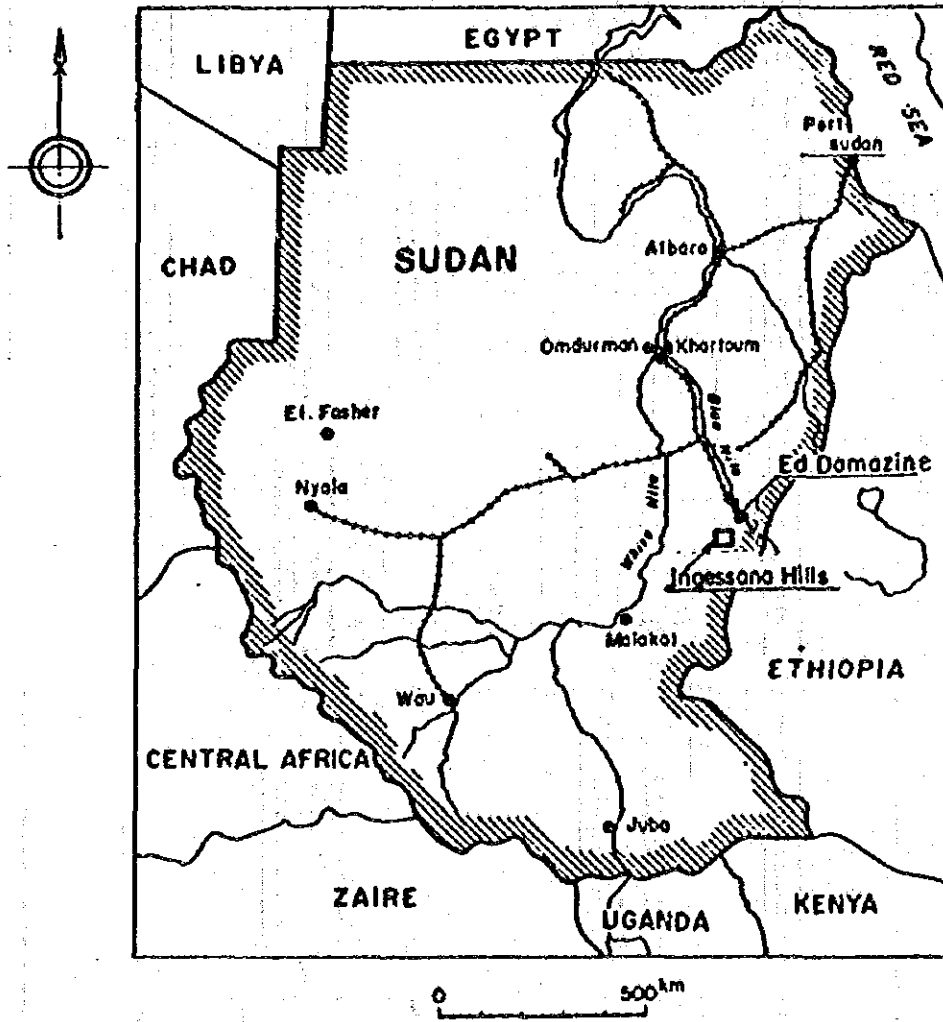 EGYPT
LIBYA
RED SEA
Port
sudan
CHAD
SUDAN
Atbara
Omdurman
Khartoum
El. Fasher
Blue Nile
Ed Damazine
Nyala
White Nile
Ingessana Hills
Malakal
ETHIOPIA
Wau
CENTRAL AFRICA
Juba
ZAIRE
UGANDA
KENYA
0 500km